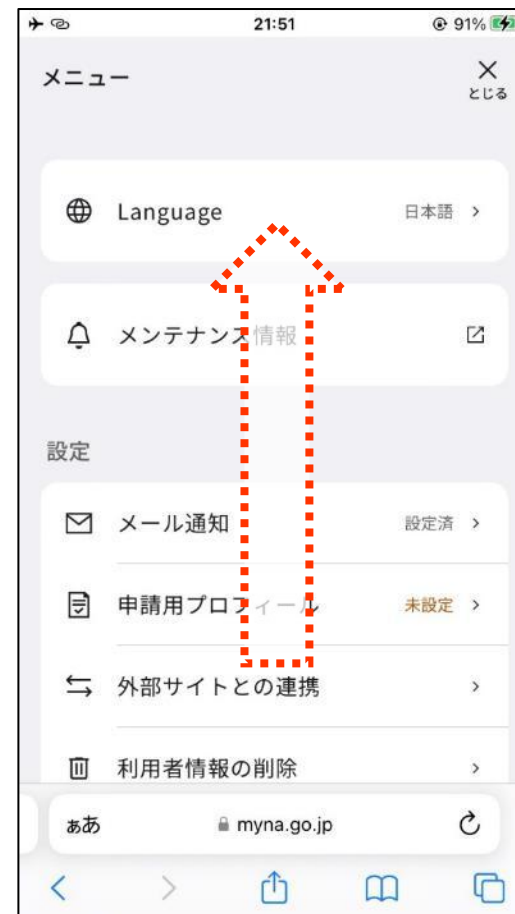 21:51
91%
メニュー
とじる
Language 日本語
メンテナンス情報
設定
メール通知 設定済
申請用プロフィール 未設定
外部サイトとの連携
利用者情報の削除
ぁあ myna.go.jp